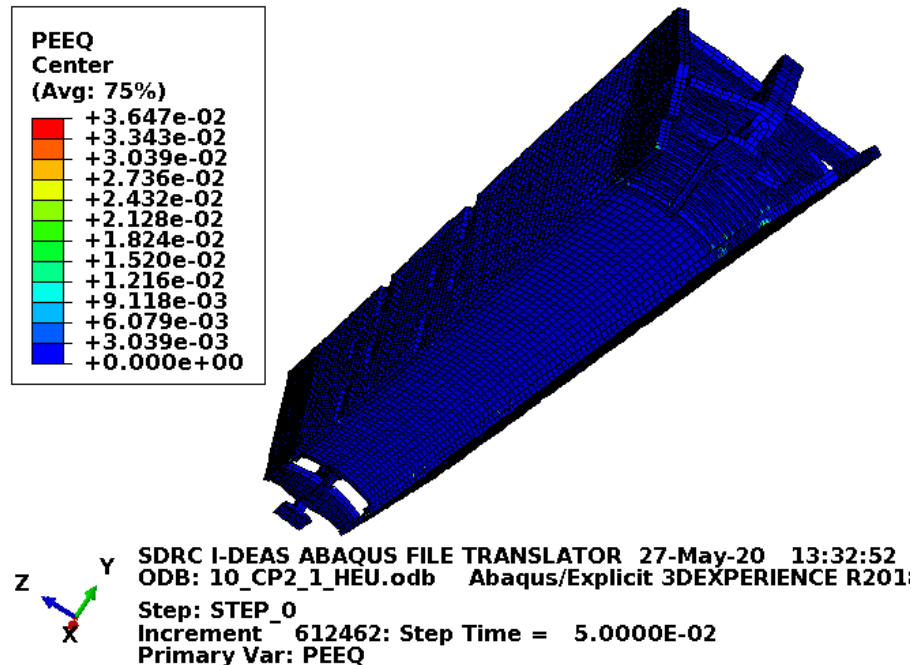 PEEQ
Center
(Avg: 75%)
+3.647e-02
+3.343e-02
+3.039e-02
+2.736e-02
+2.432e-02
+2.128e-02
+1.824e-02
+1.520e-02
+1.216e-02
+9.118e-03
+6.079e-03
+3.039e-03
+0.000e+00
Z
Y
X
SDRC I-DEAS ABAQUS FILE TRANSLATOR 27-May-20 13:32:52
ODB: 10_CP2_1_HEU.odb Abaqus/Explicit 3DEXPERIENCE R201
Step: STEP_0
Increment 612462: Step Time = 5.0000E-02
Primary Var: PEEQ